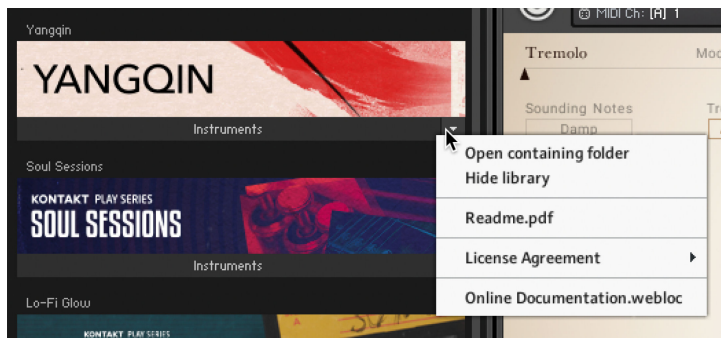 Yangqin
YANGQIN
Instruments
Soul Sessions
KONTAKT PLAY SERIES
SOUL SESSIONS
Instruments
Lo-Fi Glow
KONTAKT PLAY SERIES
MIDI Ch: [A] 1
Tremolo
Sounding Notes
Damp
Open containing folder
Hide library
Readme.pdf
License Agreement
Online Documentation.webloc